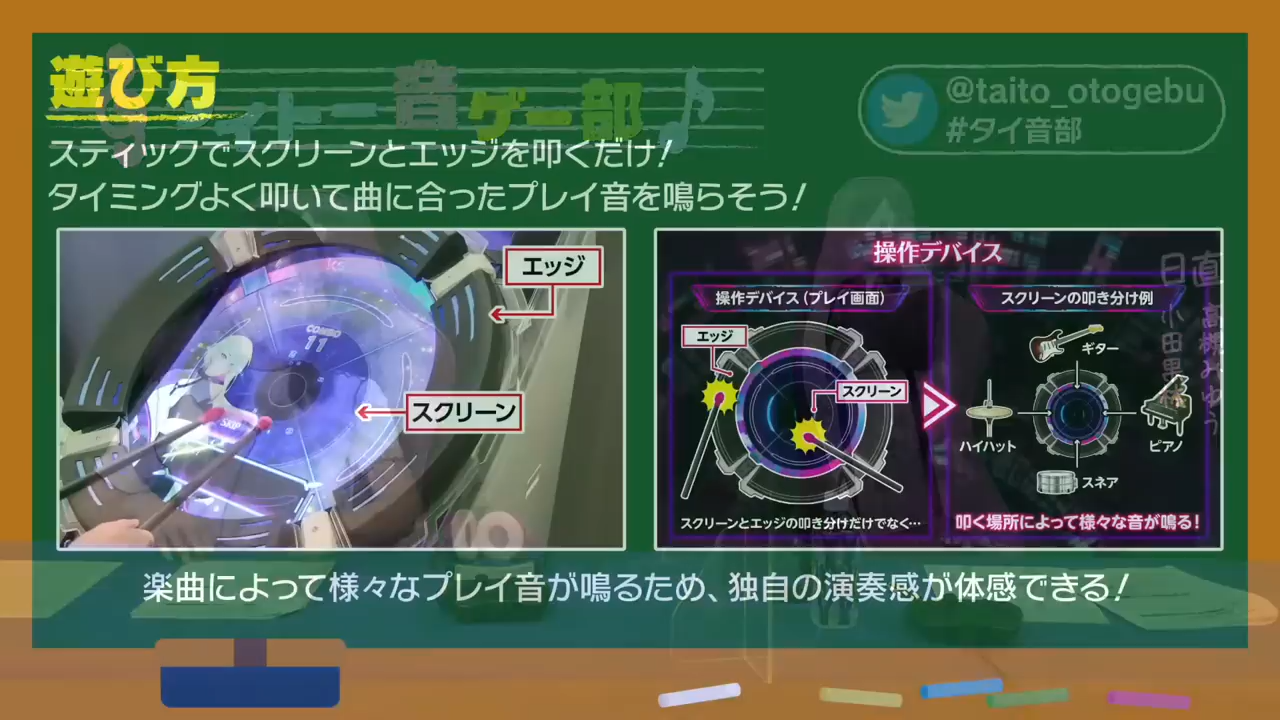 遊び方
タイトー音ゲー部
@taito_otogebu
#タイ音部
スティックでスクリーンとエッジを叩くだけ!
タイミングよく叩いて曲に合ったプレイ音を鳴らそう!
エッジ
スクリーン
COMBO
11
SKIP
操作デバイス
操作デバイス(プレイ画面)
エッジ
スクリーン
スクリーンとエッジの叩き分けだけでなく…
スクリーンの叩き分け例
ギター
ハイハット
ピアノ
スネア
叩く場所によって様々な音が鳴る!
日直
楽曲によって様々なプレイ音が鳴るため、独自の演奏感が体感できる!